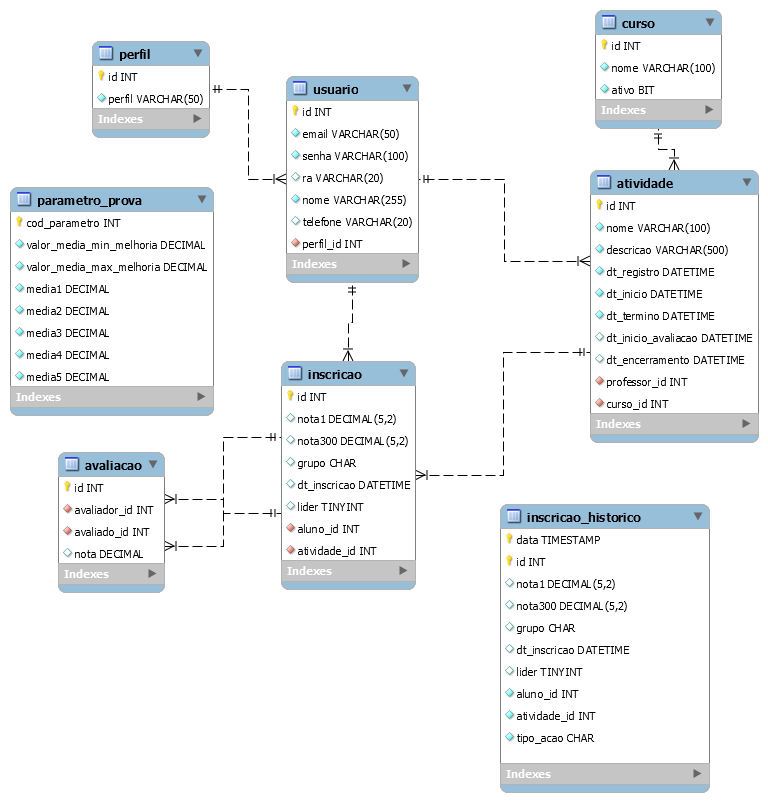 perfil
id INT
perfil VARCHAR(50)
Indexes
usuario
id INT
email VARCHAR(50)
senha VARCHAR(100)
ra VARCHAR(20)
nome VARCHAR(255)
telefone VARCHAR(20)
perfil_id INT
Indexes
curso
id INT
nome VARCHAR(100)
ativo BIT
Indexes
parametro_prova
cod_parametro INT
valor_media_min_melhoria DECIMAL
valor_media_max_melhoria DECIMAL
media1 DECIMAL
media2 DECIMAL
media3 DECIMAL
media4 DECIMAL
media5 DECIMAL
Indexes
atividade
id INT
nome VARCHAR(100)
descricao VARCHAR(500)
dt_registro DATETIME
dt_inicio DATETIME
dt_termino DATETIME
dt_inicio_avaliacao DATETIME
dt_encerramento DATETIME
professor_id INT
curso_id INT
Indexes
inscricao
id INT
nota1 DECIMAL(5,2)
nota300 DECIMAL(5,2)
grupo CHAR
dt_inscricao DATETIME
lider TINYINT
aluno_id INT
atividade_id INT
Indexes
avaliacao
id INT
avaliador_id INT
avaliado_id INT
nota DECIMAL
Indexes
inscricao_historico
data TIMESTAMP
id INT
nota1 DECIMAL(5,2)
nota300 DECIMAL(5,2)
grupo CHAR
dt_inscricao DATETIME
lider TINYINT
aluno_id INT
atividade_id INT
tipo_acao CHAR
Indexes